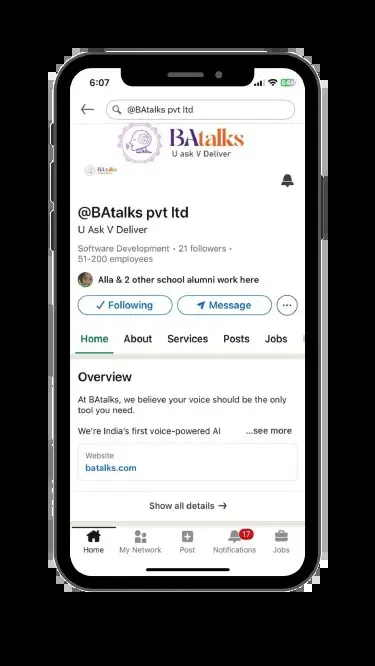 6:07
@BAtalks pvt ltd
BAtalks
U ask V Deliver
BAtalks
@BAtalks pvt ltd
U Ask V Deliver
Software Development • 21 followers •
51-200 employees
Alla & 2 other school alumni work here
Following
Message
Home About Services Posts Jobs
Overview
At BAtalks, we believe your voice should be the only
tool you need.
We're India's first voice-powered AI ...see more
Website
batalks.com
Show all details →
Home My Network Post Notifications Jobs
17